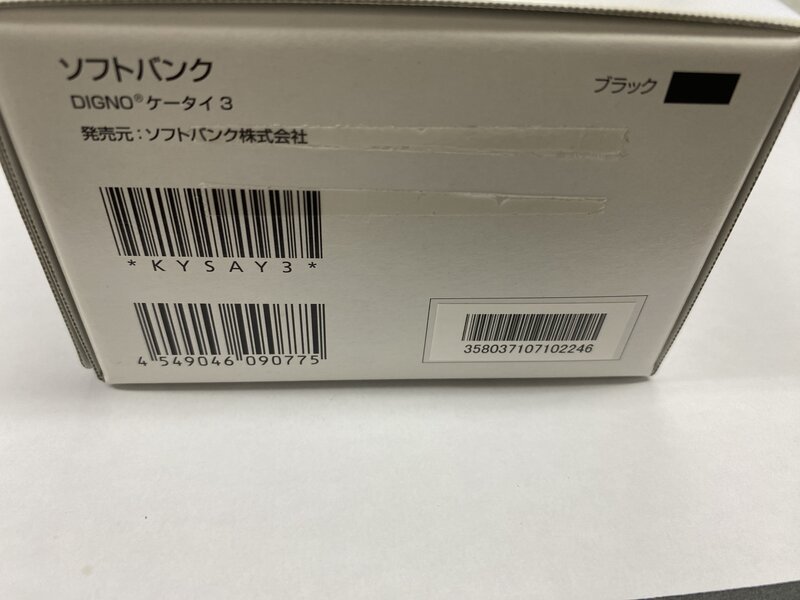 ソフトバンク
DIGNO®ケータイ3
発売元：ソフトバンク株式会社
ブラック
*KYSAY3*
4 549046 090775
358037107102246